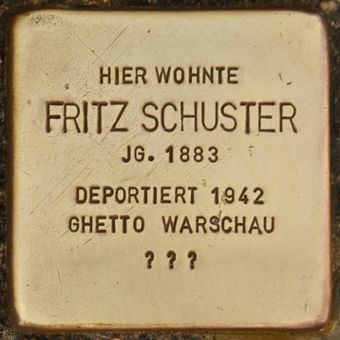 HIER WOHNTE
FRITZ SCHUSTER
JG. 1883
DEPORTIERT 1942
GHETTO WARSCHAU
? ? ?